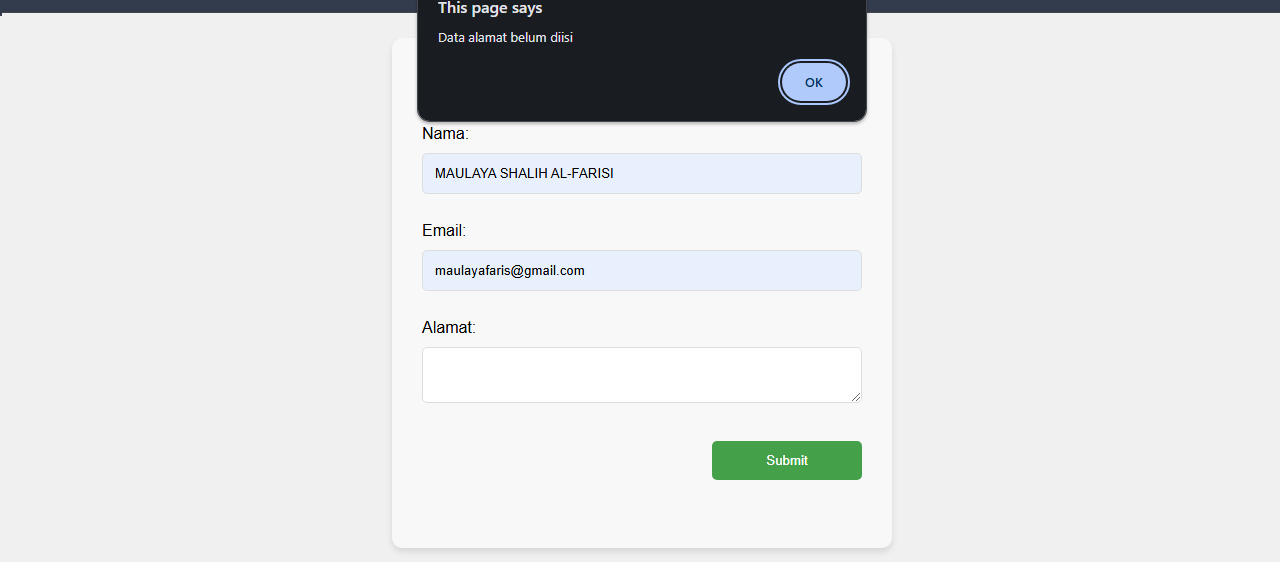 This page says
Data alamat belum diisi
OK
Nama:
MAULAYA SHALIH AL-FARISI
Email:
maulayafaris@gmail.com
Alamat:
Submit